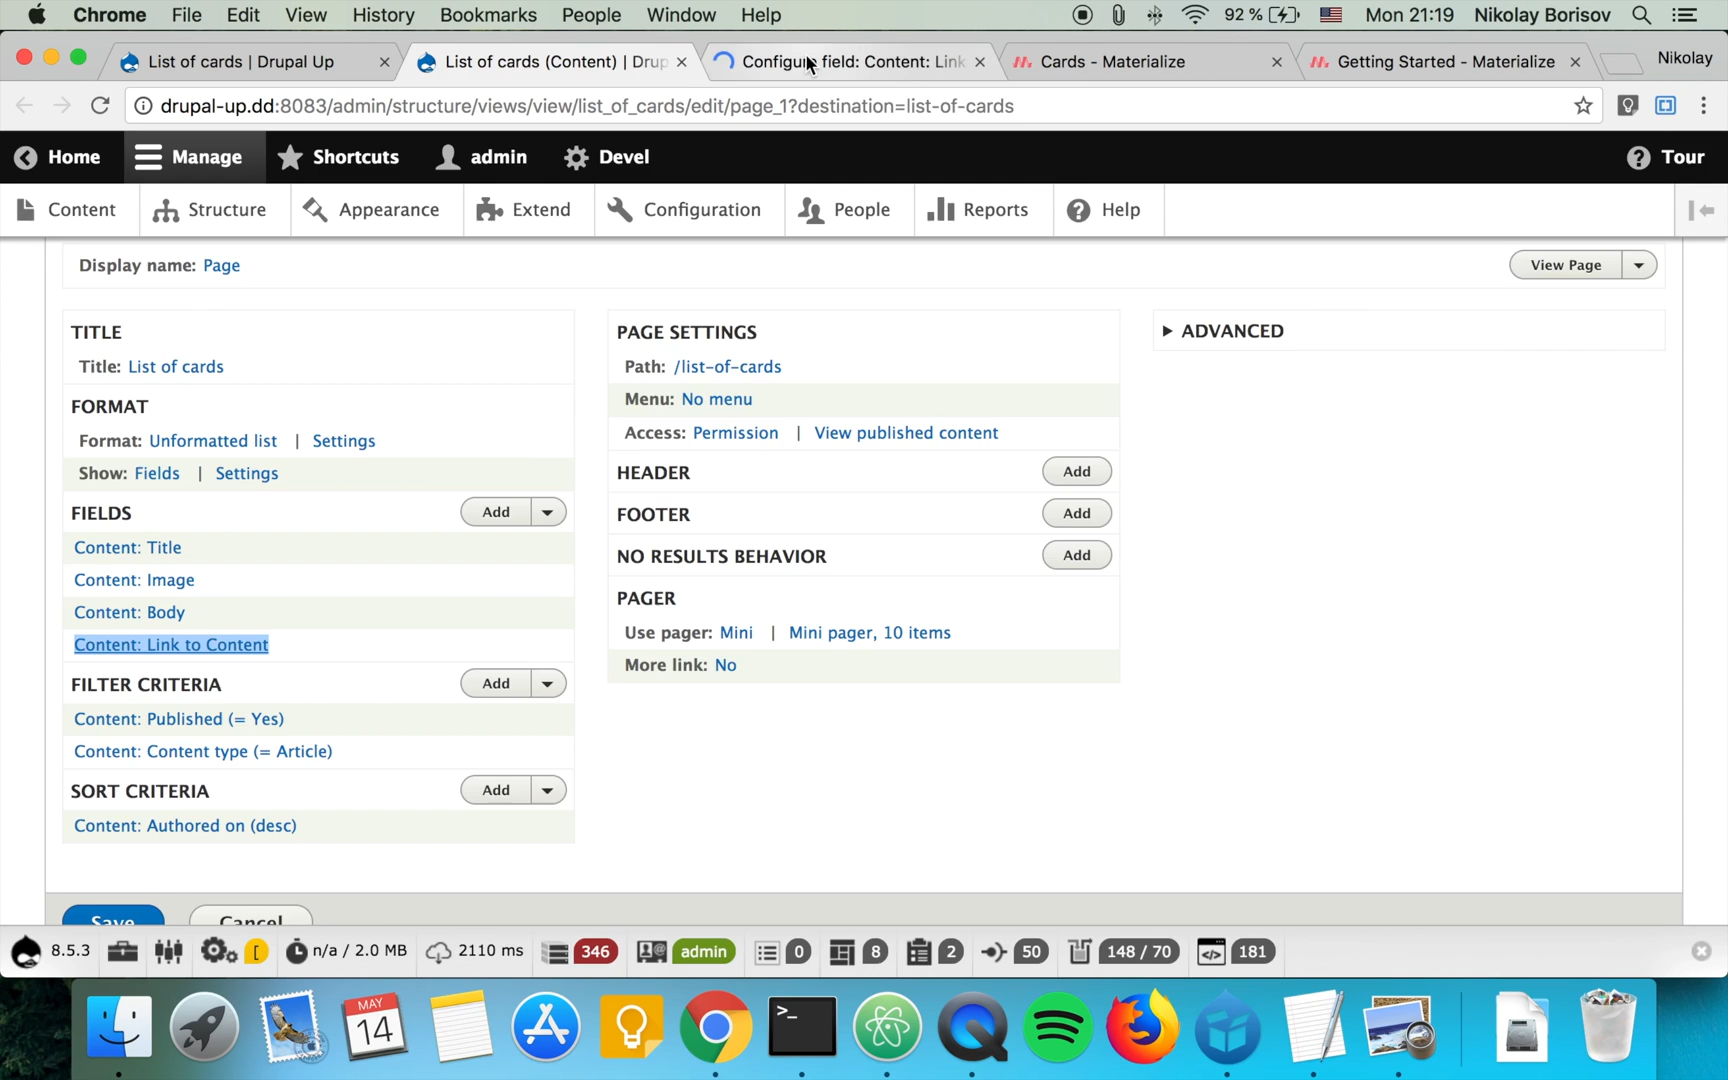 Chrome File Edit View History Bookmarks People Window Help 92 % Mon 21:19 Nikolay Borisov
List of cards | Drupal Up List of cards (Content) | Drup Configure field: Content: Link Cards - Materialize Getting Started - Materialize Nikolay
drupal-up.dd:8083/admin/structure/views/view/list_of_cards/edit/page_1?destination=list-of-cards
Home Manage Shortcuts admin Devel Tour
Content Structure Appearance Extend Configuration People Reports Help
Display name: Page View Page
TITLE
Title: List of cards
FORMAT
Format: Unformatted list | Settings
Show: Fields | Settings
FIELDS Add
Content: Title
Content: Image
Content: Body
Content: Link to Content
FILTER CRITERIA Add
Content: Published (= Yes)
Content: Content type (= Article)
SORT CRITERIA Add
Content: Authored on (desc)
PAGE SETTINGS
Path: /list-of-cards
Menu: No menu
Access: Permission | View published content
HEADER Add
FOOTER Add
NO RESULTS BEHAVIOR Add
PAGER
Use pager: Mini | Mini pager, 10 items
More link: No
ADVANCED
Save Cancel
8.5.3 [ n/a / 2.0 MB 2110 ms 346 admin 0 8 2 50 148 / 70 181
MAY
14